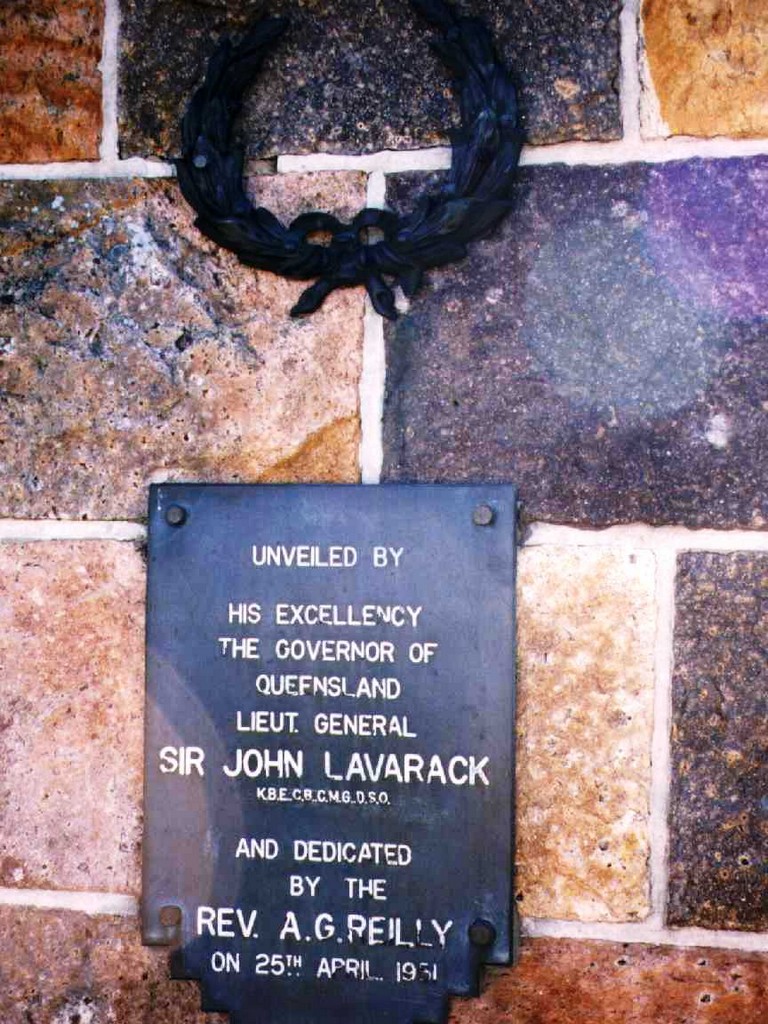 UNVEILED BY
HIS EXCELLENCY
THE GOVERNOR OF
QUEENSLAND
LIEUT. GENERAL
SIR JOHN LAVARACK
K.B.E.,C.B.,C.M.G.,D.S.O.
AND DEDICATED
BY THE
REV. A.G. REILLY
ON 25TH APRIL 1951